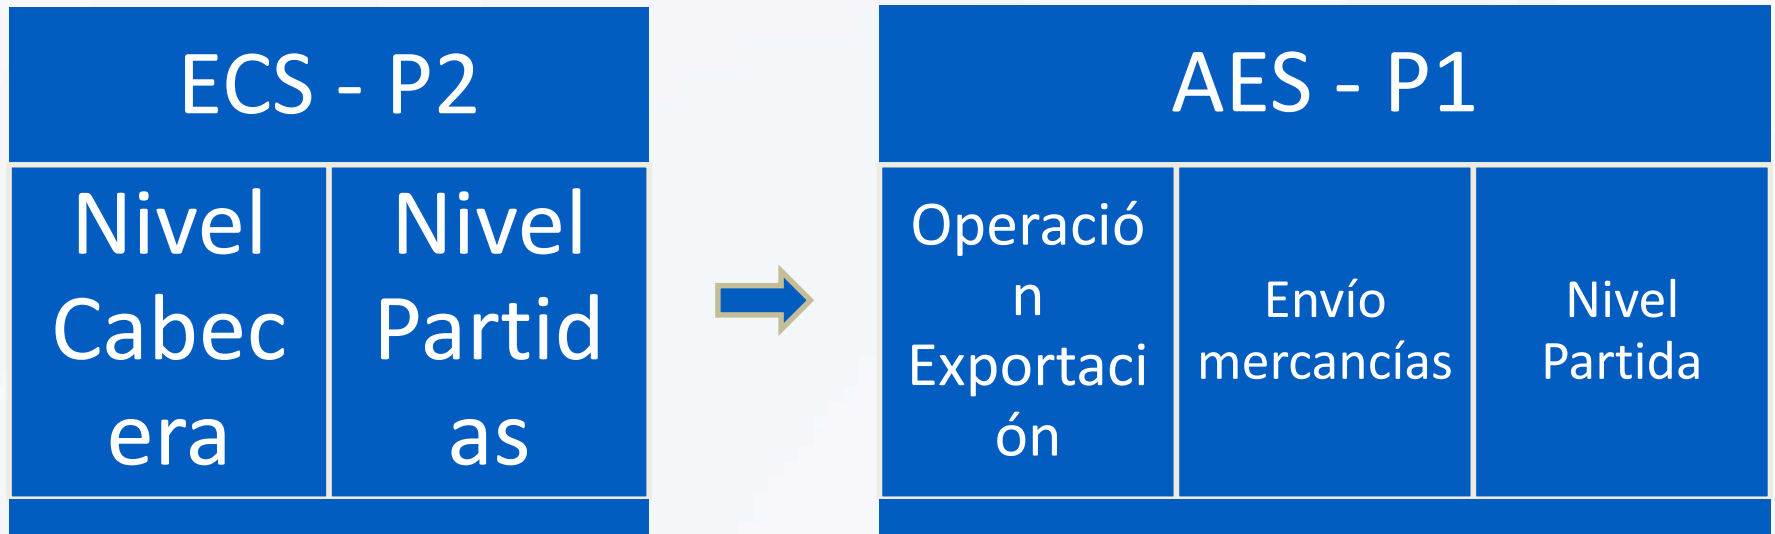 ECS - P2
Nivel
Cabec
era
Nivel
Partid
as
AES - P1
Operació
n
Exportaci
ón
Envío
mercancías
Nivel
Partida